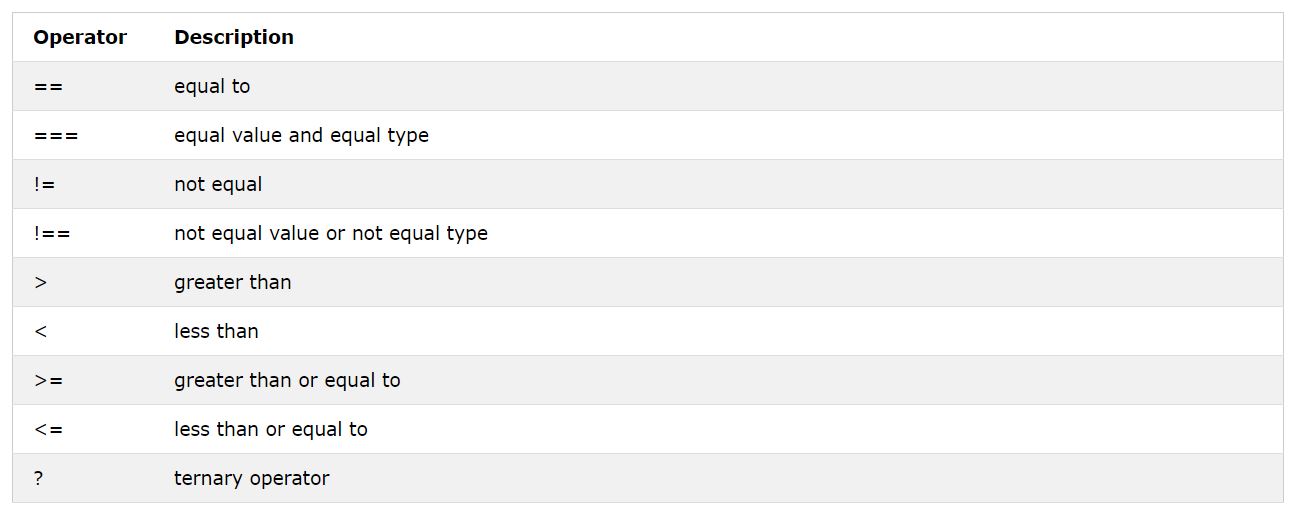 Operator Description
== equal to
=== equal value and equal type
!= not equal
!== not equal value or not equal type
> greater than
< less than
>= greater than or equal to
<= less than or equal to
? ternary operator